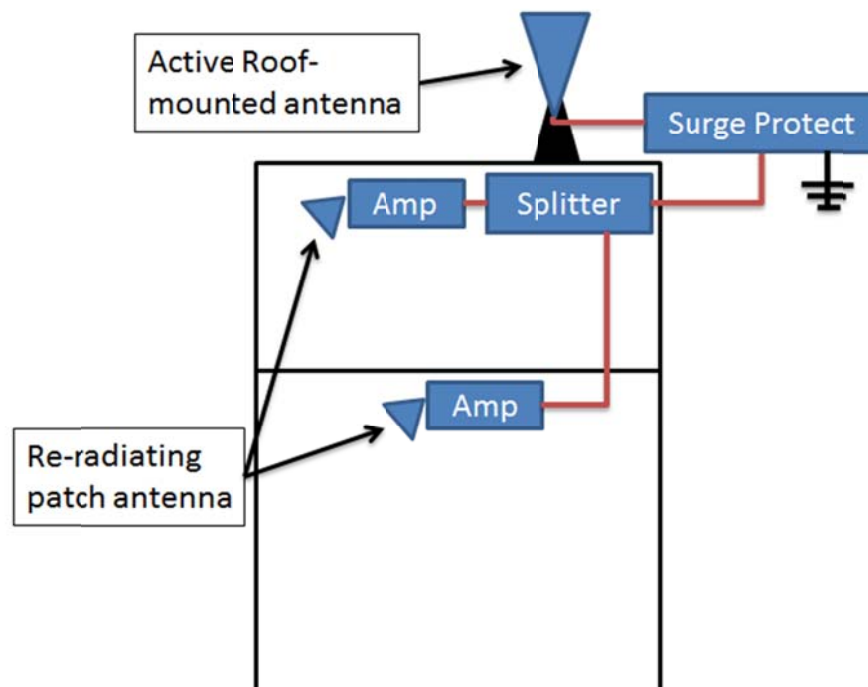 Active Roof-
mounted antenna
Surge Protect
Amp
Splitter
Amp
Re-radiating
patch antenna